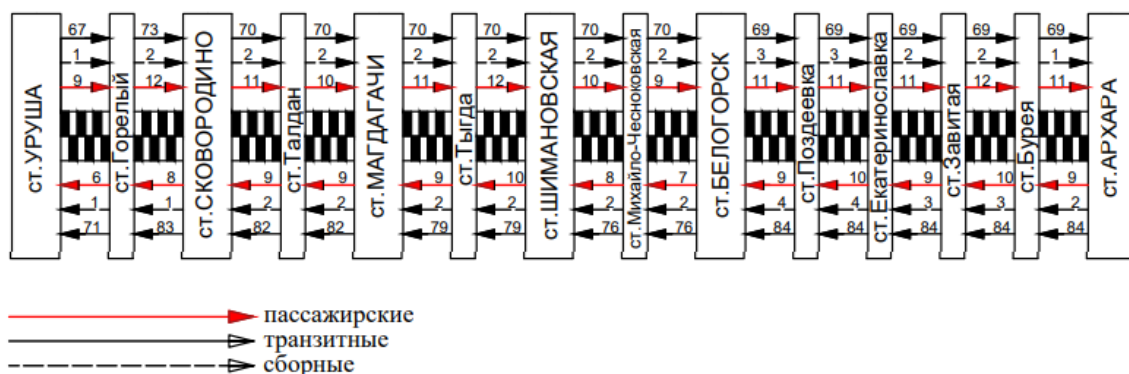 67 73 70 70 70 70 70 70 69 69 69 69 69
1 2 2 2 2 2 2 2 3 3 2 2 1
9 12 11 10 11 12 10 9 11 11 11 12 11
ст.УРУША
ст.Горелый
ст.СКОВОРОДИНО
ст.Талдан
ст.МАГДАГАЧИ
ст.Тыгда
ст.ШИМАНОВСКАЯ
ст.Михайло-Чесноковская
ст.БЕЛОГОРСК
ст.Поздеевка
ст.Екатеринославка
ст.Завитая
ст.Бурея
ст.АРХАРА
6 8 9 9 9 10 8 7 9 9 9 10 9
1 1 2 2 2 2 2 2 4 4 3 3 2
71 83 82 82 79 79 76 76 84 84 84 84 84
пассажирские
транзитные
сборные